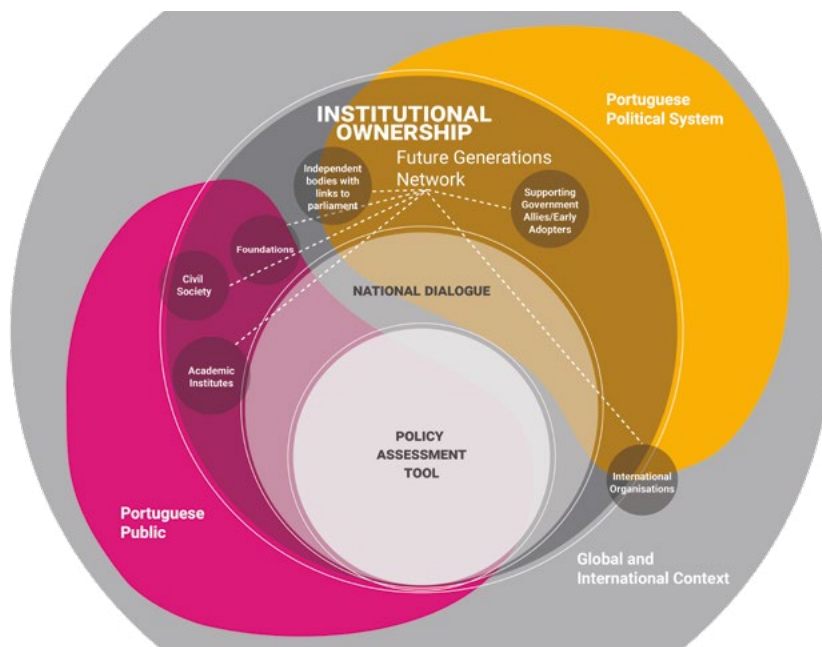 INSTITUTIONAL
OWNERSHIP
Future Generations
Network
Portuguese
Political System
Independent
bodies with
links to
parliament
Supporting
Government
Allies/Early
Adopters
Foundations
Civil
Society
Academic
Institutes
NATIONAL DIALOGUE
POLICY
ASSESSMENT
TOOL
International
Organisations
Portuguese
Public
Global and
International Context